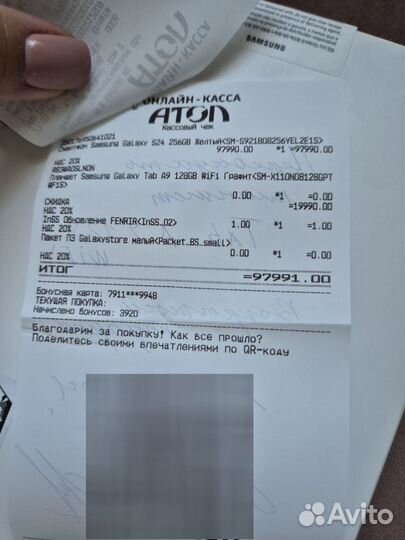 SAMSUNG
ОНЛАЙН-КАССА
ATOL
Кассовый чек
Смартфон Samsung Galaxy S24 256GB Желтый<SM-S921BOB256YEL2E1S>
97990.00 *1 =97990.00
НДС 20%
Планшет Samsung Galaxy Tab A9 128GB WiFi Графит<SM-X110NOB128GPT
WF1S>
0.00 *1 =0.00
СКИДКА =19990.00
НДС 20%
InSS Обновление FENRIR<InSS_02> 1.00 *1 =1.00
НДС 20%
Пакет ПЭ Galaxystore малый<Packet_BS_small>
0.00 *1 =0.00
НДС 20%
ИТОГ =97991.00
Бонусная карта: 7911***9948
ТЕКУЩАЯ ПОКУПКА:
Начислено бонусов: 3920
Благодарим за покупку! Как все прошло?
Поделитесь своими впечатлениями по QR-коду
Avito